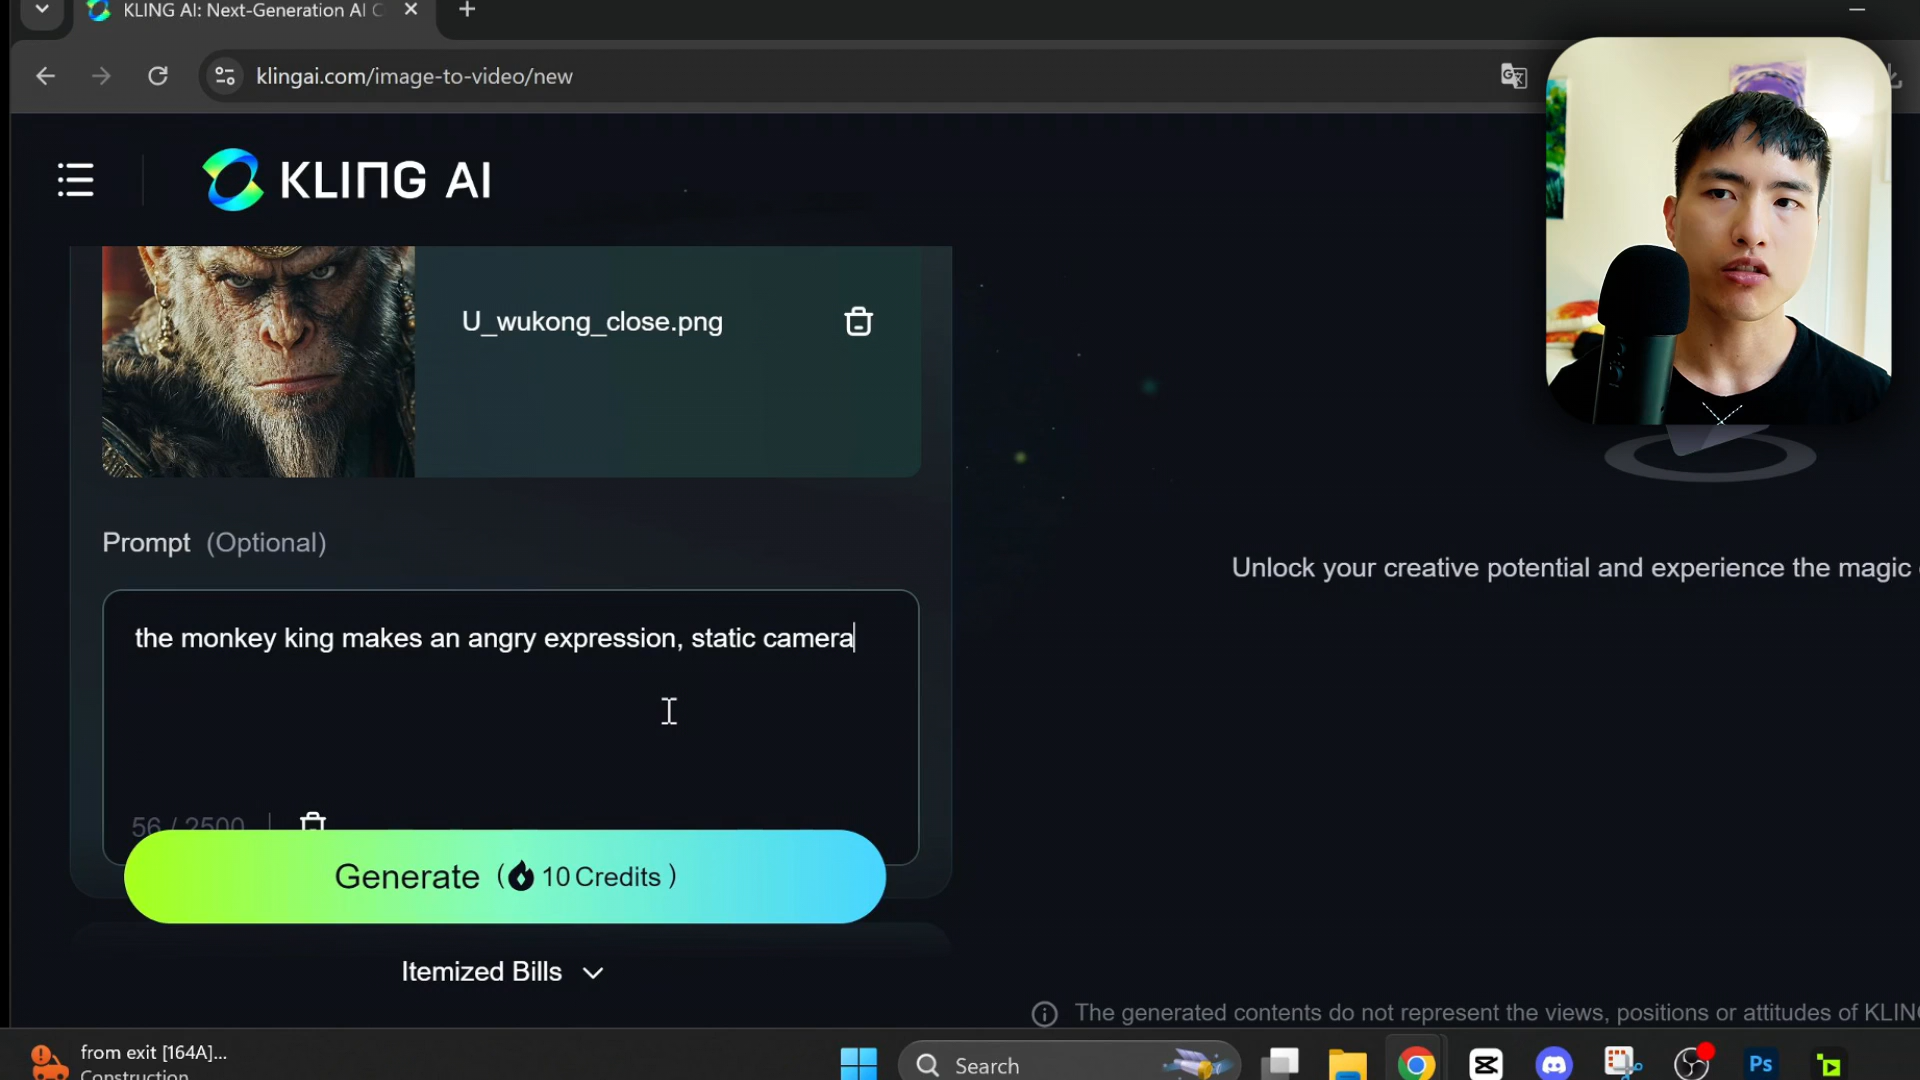 KLING AI: Next-Generation AI C
klingai.com/image-to-video/new
KLING AI
U_wukong_close.png
Prompt (Optional)
the monkey king makes an angry expression, static camera
56 / 2500
Generate ( 10 Credits )
Itemized Bills
Unlock your creative potential and experience the magic
The generated contents do not represent the views, positions or attitudes of KLING
from exit [164A]...
Construction
Search
Ps